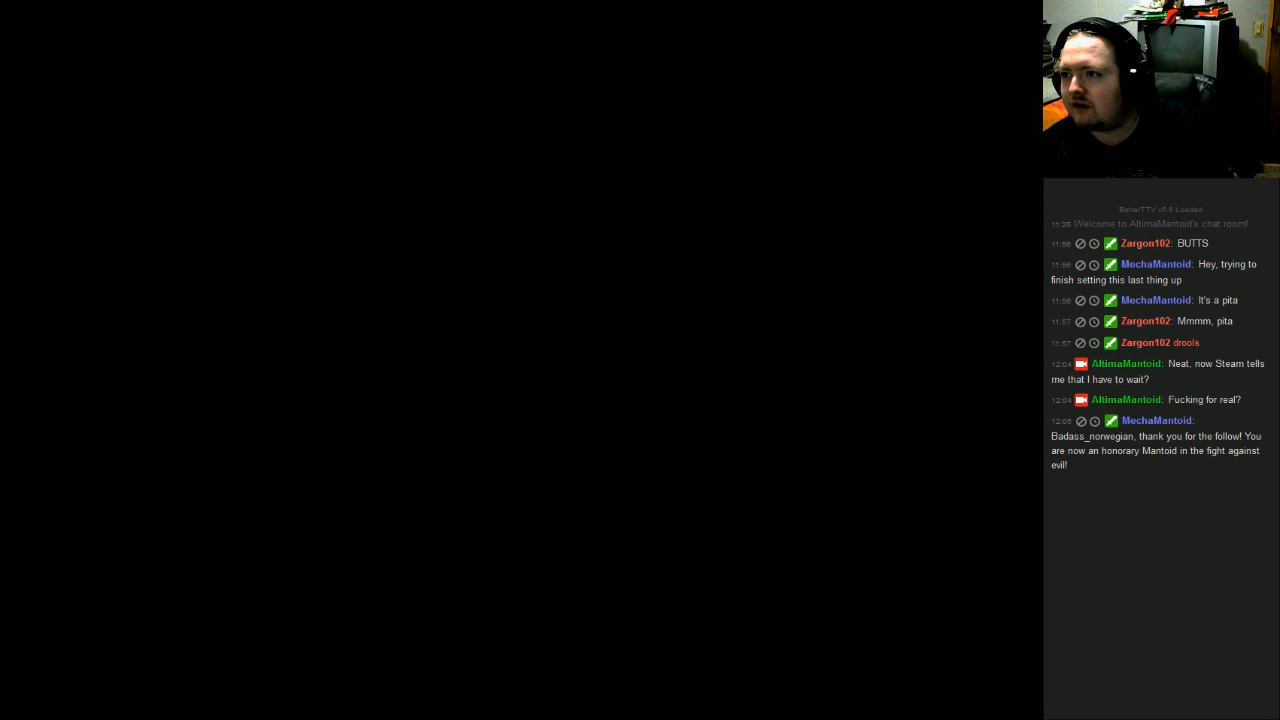 BetterTTV v6.8 Loaded
11:25 Welcome to AltimaMantoid's chat room!
11:56 Zargon102: BUTTS
11:56 MechaMantoid: Hey, trying to
finish setting this last thing up
11:56 MechaMantoid: It's a pita
11:57 Zargon102: Mmmm, pita
11:57 Zargon102 drools
12:04 AltimaMantoid: Neat, now Steam tells
me that I have to wait?
12:04 AltimaMantoid: Fucking for real?
12:06 MechaMantoid:
Badass_norwegian, thank you for the follow! You
are now an honorary Mantoid in the fight against
evil!